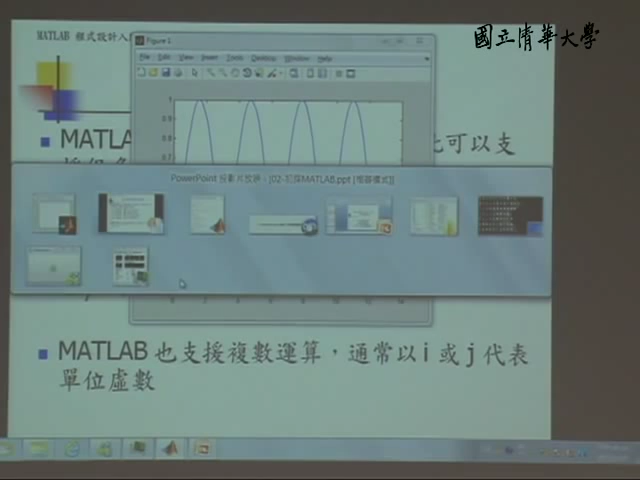 國立清華大學
MATLAB 程式設計入
Figure 1
File Edit View Insert Tools Desktop Window Help
MATLA
可以支
PowerPoint 投影片放映 - [02-初探MATLAB.ppt [相容模式]]
MATLAB 也支援複數運算，通常以 i 或 j 代表
單位虛數